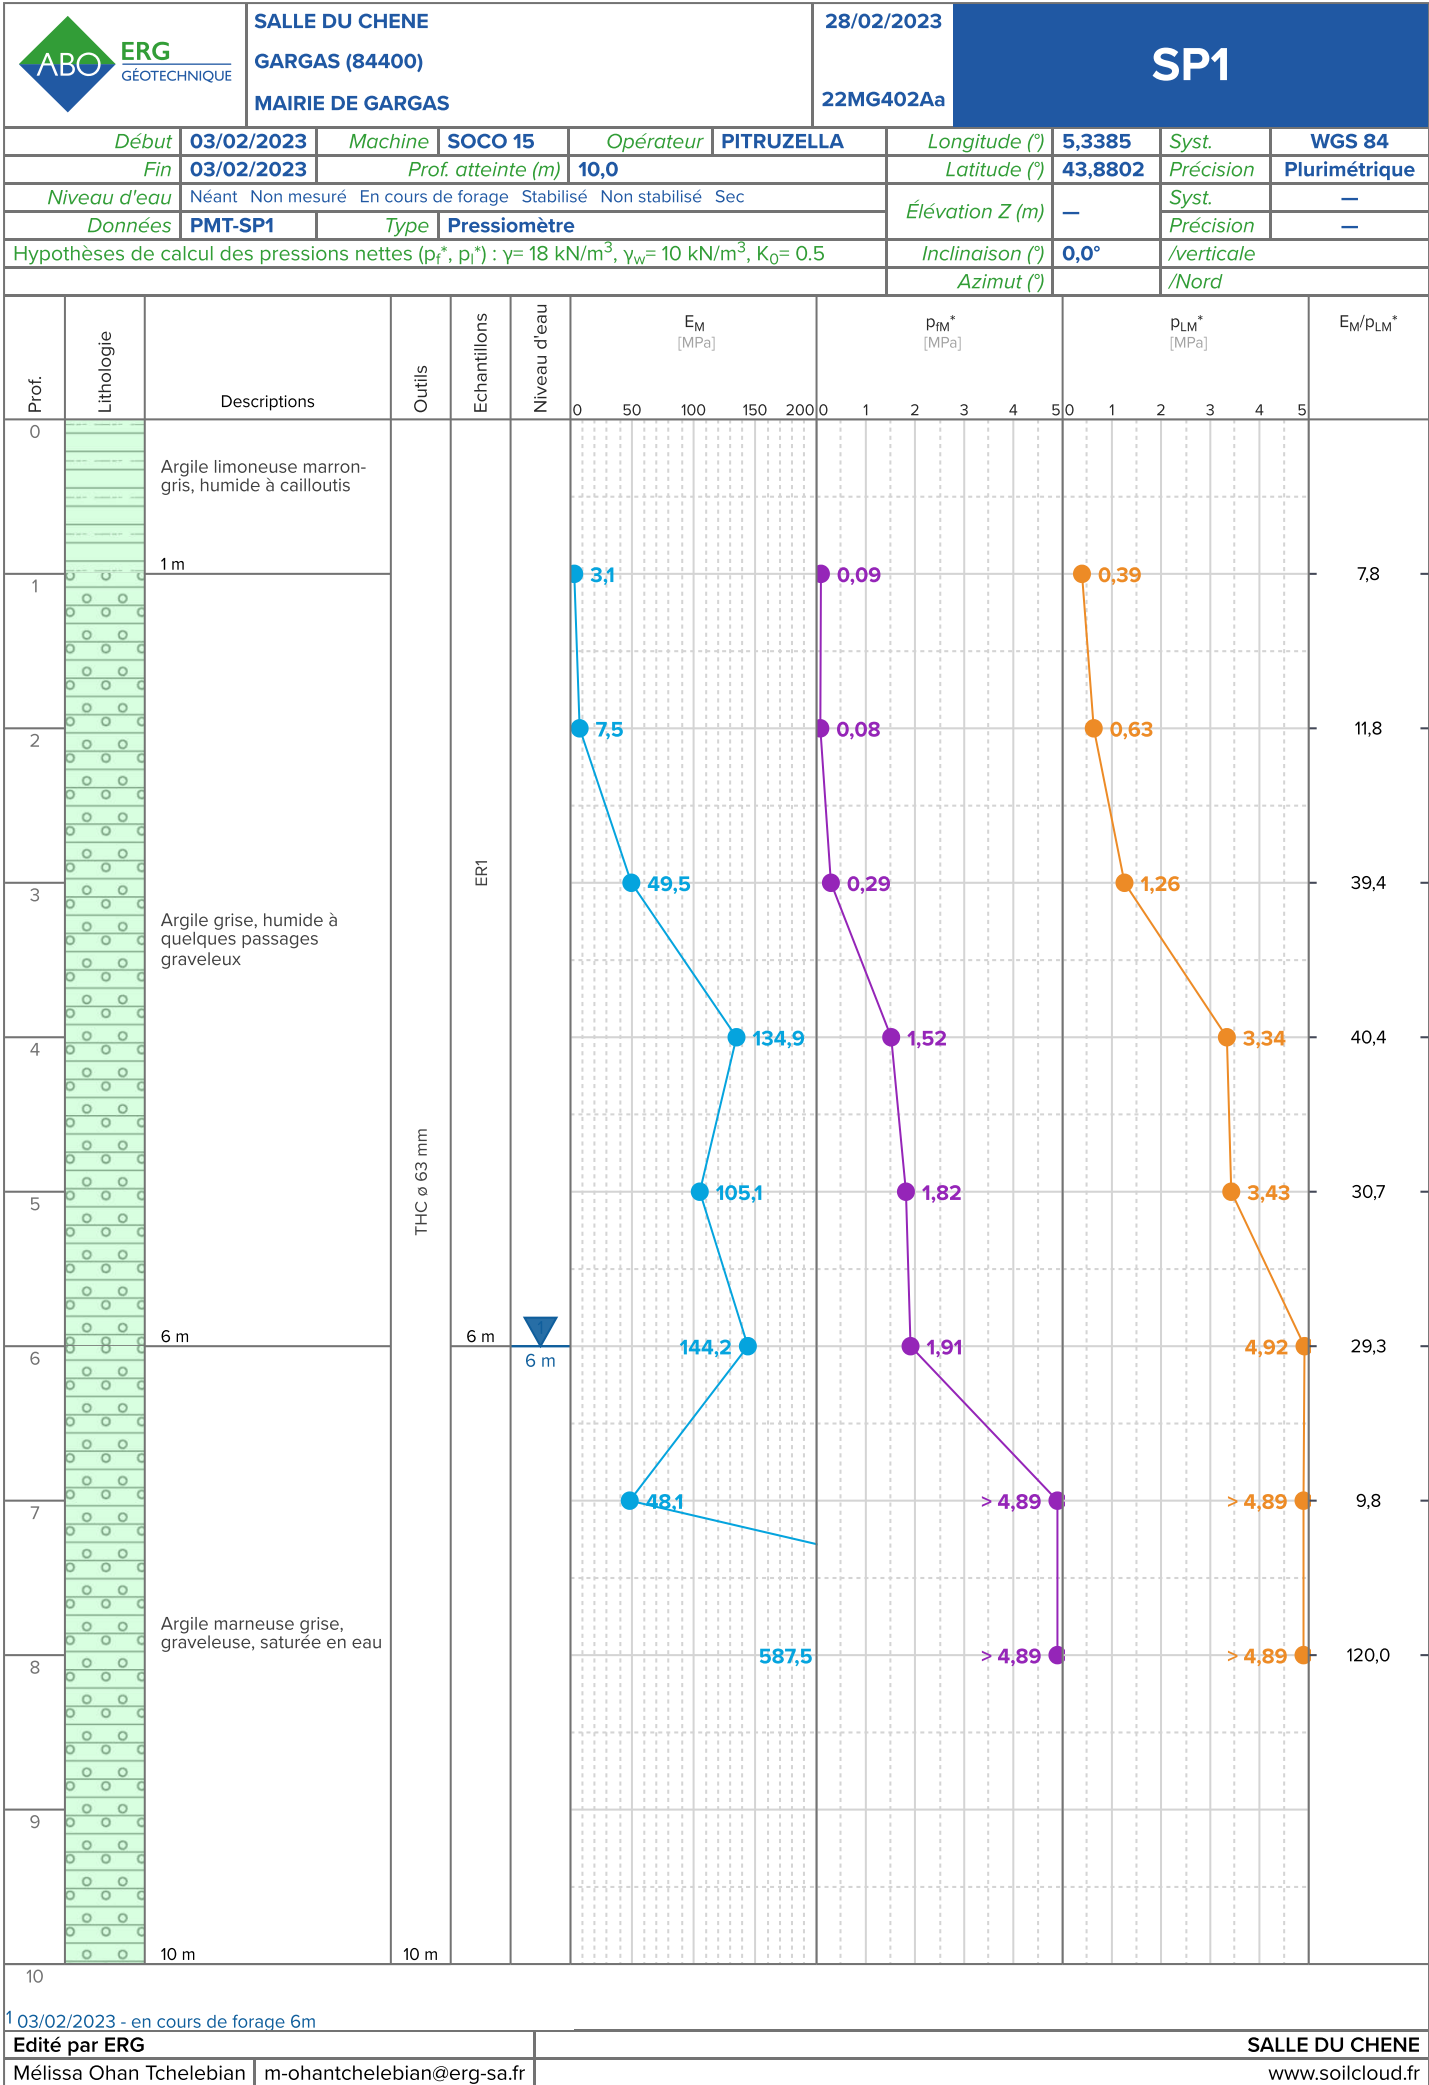 ABO ERG
GÉOTECHNIQUE
SALLE DU CHENE
GARGAS (84400)
MAIRIE DE GARGAS
28/02/2023
22MG402Aa
SP1
Début 03/02/2023 Machine SOCO 15 Opérateur PITRUZELLA Longitude (°) 5,3385 Syst. WGS 84
Fin 03/02/2023 Prof. atteinte (m) 10,0 Latitude (°) 43,8802 Précision Plurimétrique
Niveau d'eau Néant Non mesuré En cours de forage Stabilisé Non stabilisé Sec Élévation Z (m) — Syst. —
Données PMT-SP1 Type Pressiomètre Précision —
Hypothèses de calcul des pressions nettes (pf*, pl*) : γ= 18 kN/m3, γw= 10 kN/m3, K0= 0.5 Inclinaison (°) 0,0° /verticale
Azimut (°) /Nord
Prof. Lithologie Descriptions Outils Echantillons Niveau d'eau
EM pfM* pLM* EM/pLM*
[MPa] [MPa] [MPa]
0 50 100 150 200 0 1 2 3 4 5 0 1 2 3 4 5
0
Argile limoneuse marron-
gris, humide à cailloutis
1 m
1 3,1 0,09 0,39 7,8
2 7,5 0,08 0,63 11,8
ER1
3 49,5 0,29 1,26 39,4
Argile grise, humide à
quelques passages
graveleux
4 134,9 1,52 3,34 40,4
THC ø 63 mm
5 105,1 1,82 3,43 30,7
6 m 6 m 1
6 6 m 144,2 1,91 4,92 29,3
7 48,1 > 4,89 > 4,89 9,8
Argile marneuse grise,
graveleuse, saturée en eau
8 587,5 > 4,89 > 4,89 120,0
9
10 m 10 m
10
1 03/02/2023 - en cours de forage 6m
Edité par ERG SALLE DU CHENE
Mélissa Ohan Tchelebian m-ohantchelebian@erg-sa.fr www.soilcloud.fr